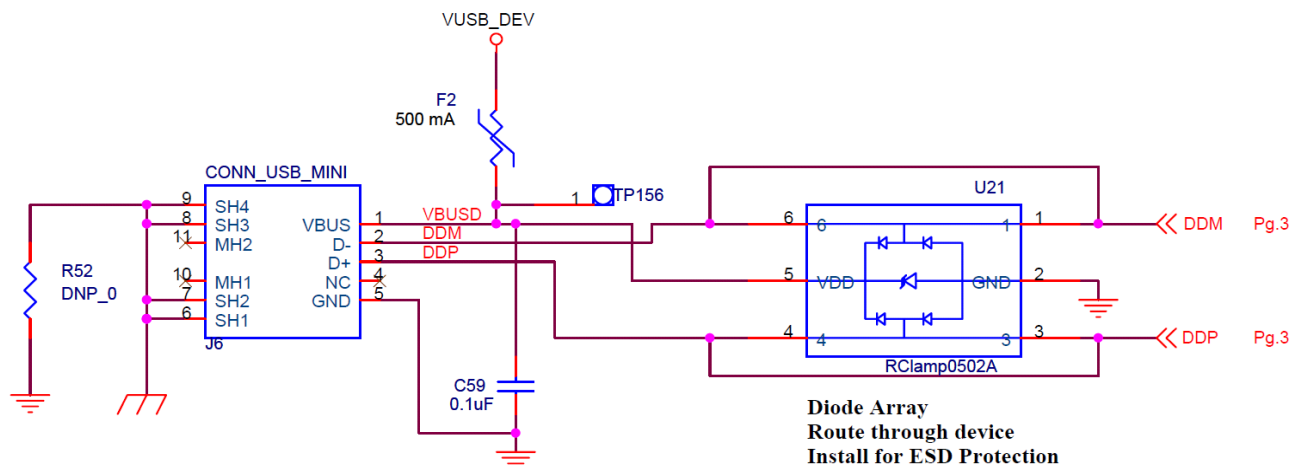 VUSB_DEV
F2
500 mA
CONN_USB_MINI
1
TP156
U21
9
SH4
8
SH3
11
MH2
10
MH1
7
SH2
6
SH1
J6
VBUS
1
VBUSD
D-
2
DDM
D+
3
DDP
NC
4
GND
5
R52
DNP_0
C59
0.1uF
6
6
1
1
DDM
Pg.3
5
VDD
GND
2
4
4
3
3
DDP
Pg.3
RClamp0502A
Diode Array
Route through device
Install for ESD Protection